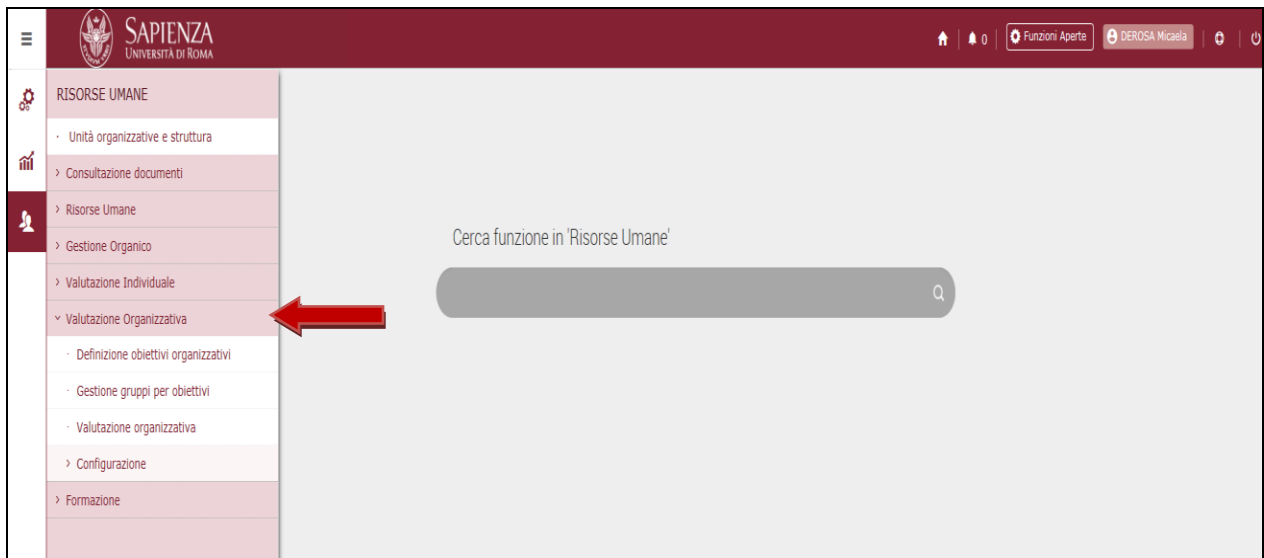 SAPIENZA
UNIVERSITÀ DI ROMA
0
Funzioni Aperte
DEROSA Micaela
RISORSE UMANE
Unità organizzative e struttura
Consultazione documenti
Risorse Umane
Gestione Organico
Valutazione Individuale
Valutazione Organizzativa
Definizione obiettivi organizzativi
Gestione gruppi per obiettivi
Valutazione organizzativa
Configurazione
Formazione
Cerca funzione in 'Risorse Umane'